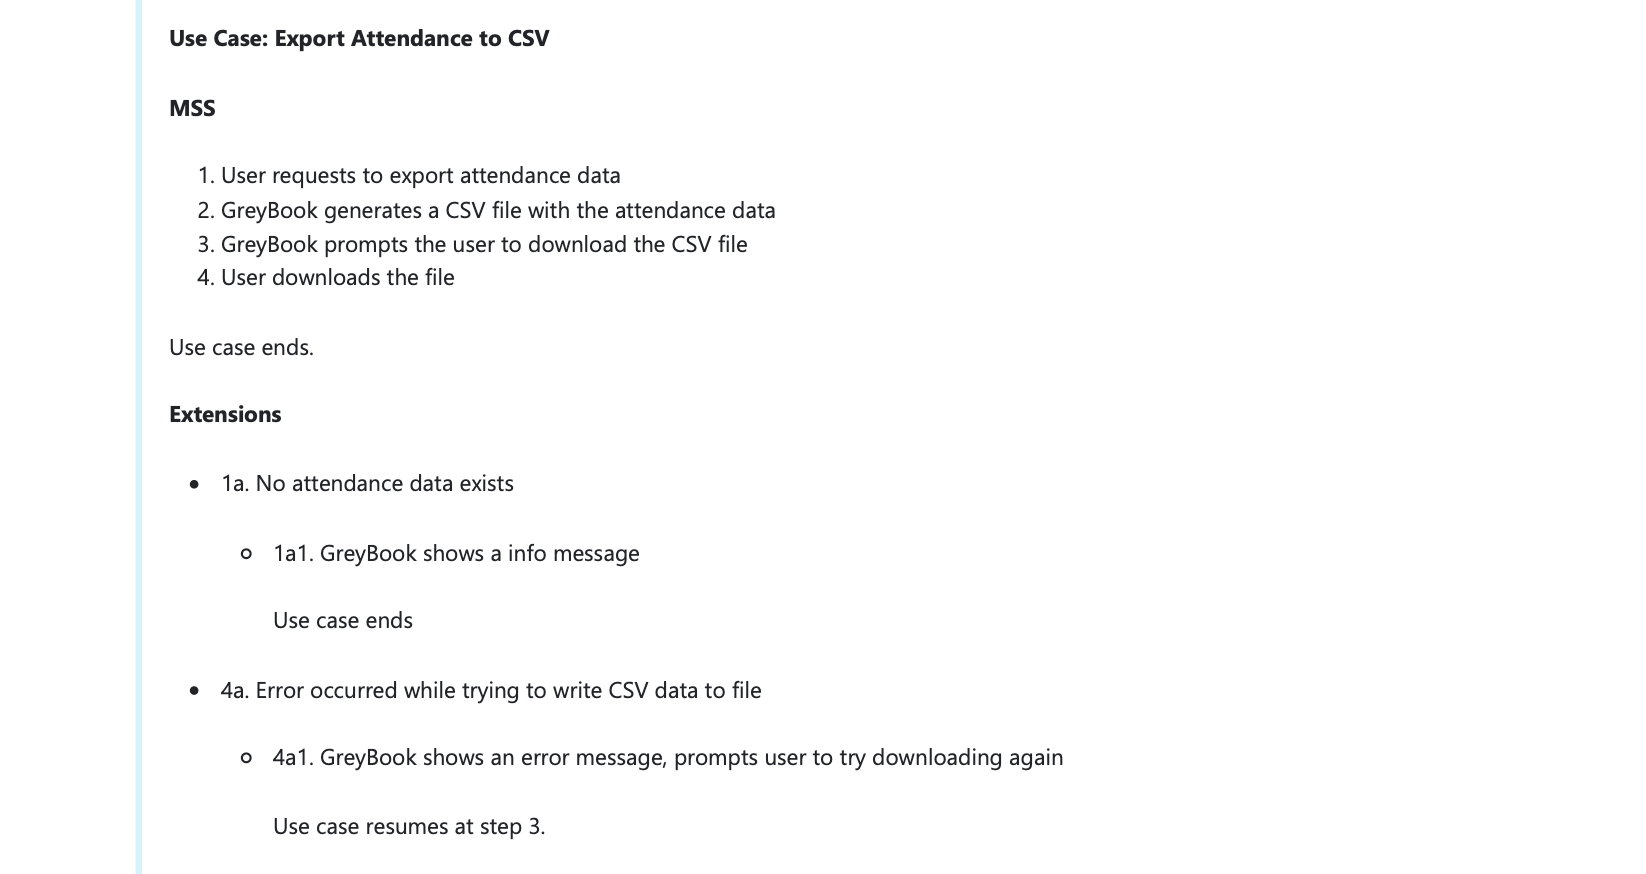 Use Case: Export Attendance to CSV
MSS
1. User requests to export attendance data
2. GreyBook generates a CSV file with the attendance data
3. GreyBook prompts the user to download the CSV file
4. User downloads the file
Use case ends.
Extensions
• 1a. No attendance data exists
o 1a1. GreyBook shows a info message
Use case ends
• 4a. Error occurred while trying to write CSV data to file
o 4a1. GreyBook shows an error message, prompts user to try downloading again
Use case resumes at step 3.